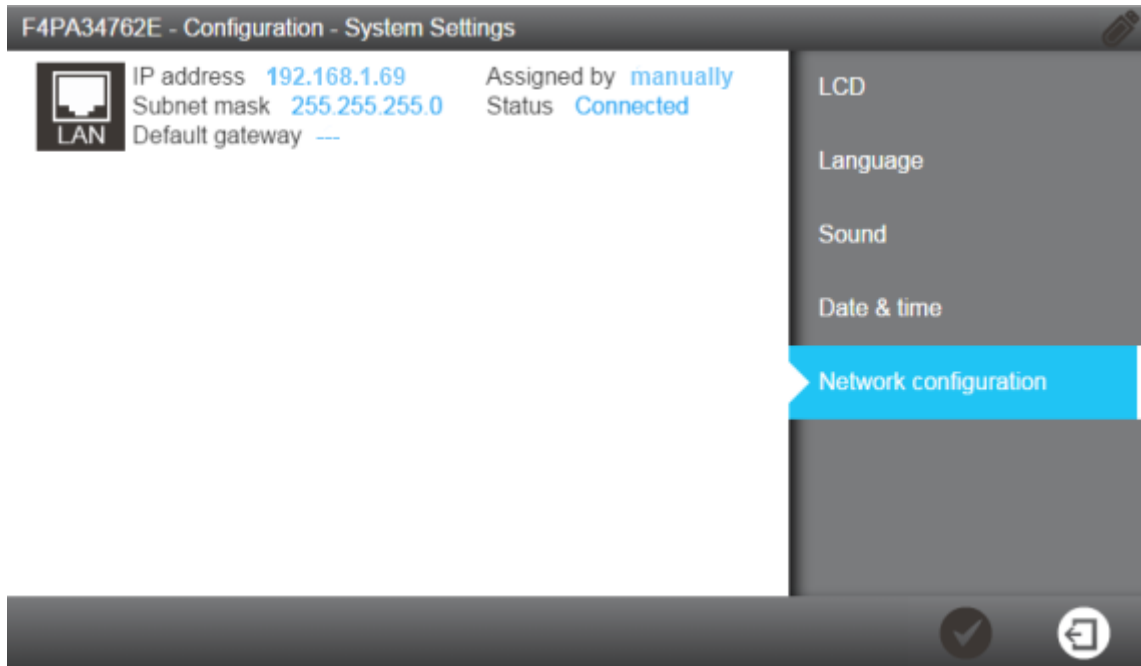 F4PA34762E - Configuration - System Settings
IP address 192.168.1.69 Assigned by manually
Subnet mask 255.255.255.0 Status Connected
Default gateway ---
LAN
LCD
Language
Sound
Date & time
Network configuration